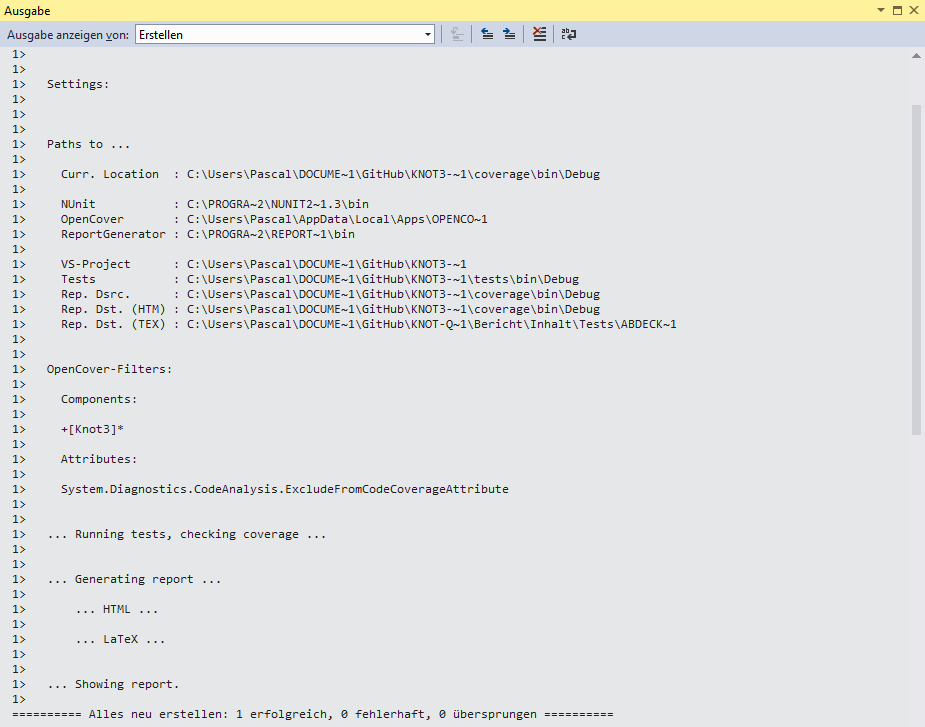 Ausgabe
Ausgabe anzeigen von: Erstellen
1>
1>
1>   Settings:
1>
1>
1>
1>   Paths to ...
1>
1>     Curr. Location  : C:\Users\Pascal\DOCUME~1\GitHub\KNOT3-~1\coverage\bin\Debug
1>
1>     NUnit           : C:\PROGRA~2\NUNIT2~1.3\bin
1>     OpenCover       : C:\Users\Pascal\AppData\Local\Apps\OPENCO~1
1>     ReportGenerator : C:\PROGRA~2\REPORT~1\bin
1>
1>     VS-Project      : C:\Users\Pascal\DOCUME~1\GitHub\KNOT3-~1
1>     Tests           : C:\Users\Pascal\DOCUME~1\GitHub\KNOT3-~1\tests\bin\Debug
1>     Rep. Dsrc.      : C:\Users\Pascal\DOCUME~1\GitHub\KNOT3-~1\coverage\bin\Debug
1>     Rep. Dst. (HTM) : C:\Users\Pascal\DOCUME~1\GitHub\KNOT3-~1\coverage\bin\Debug
1>     Rep. Dst. (TEX) : C:\Users\Pascal\DOCUME~1\GitHub\KNOT-Q~1\Bericht\Inhalt\Tests\ABDECK~1
1>
1>
1>   OpenCover-Filters:
1>
1>     Components:
1>
1>     +[Knot3]*
1>
1>     Attributes:
1>
1>     System.Diagnostics.CodeAnalysis.ExcludeFromCodeCoverageAttribute
1>
1>
1>   ... Running tests, checking coverage ...
1>
1>
1>   ... Generating report ...
1>
1>       ... HTML ...
1>
1>       ... LaTeX ...
1>
1>
1>   ... Showing report.
1>
========== Alles neu erstellen: 1 erfolgreich, 0 fehlerhaft, 0 übersprungen ==========